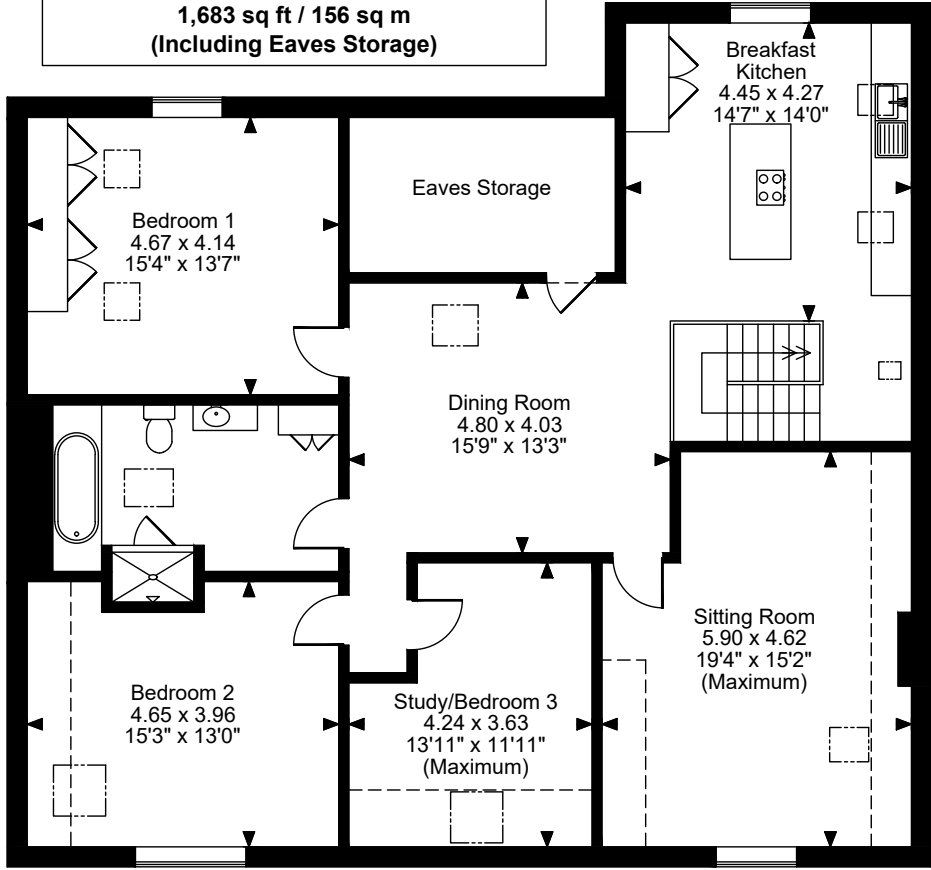 1,683 sq ft / 156 sq m
(Including Eaves Storage)
Breakfast
Kitchen
4.45 x 4.27
14'7" x 14'0"
Eaves Storage
Bedroom 1
4.67 x 4.14
15'4" x 13'7"
Dining Room
4.80 x 4.03
15'9" x 13'3"
Sitting Room
5.90 x 4.62
19'4" x 15'2"
(Maximum)
Bedroom 2
4.65 x 3.96
15'3" x 13'0"
Study/Bedroom 3
4.24 x 3.63
13'11" x 11'11"
(Maximum)